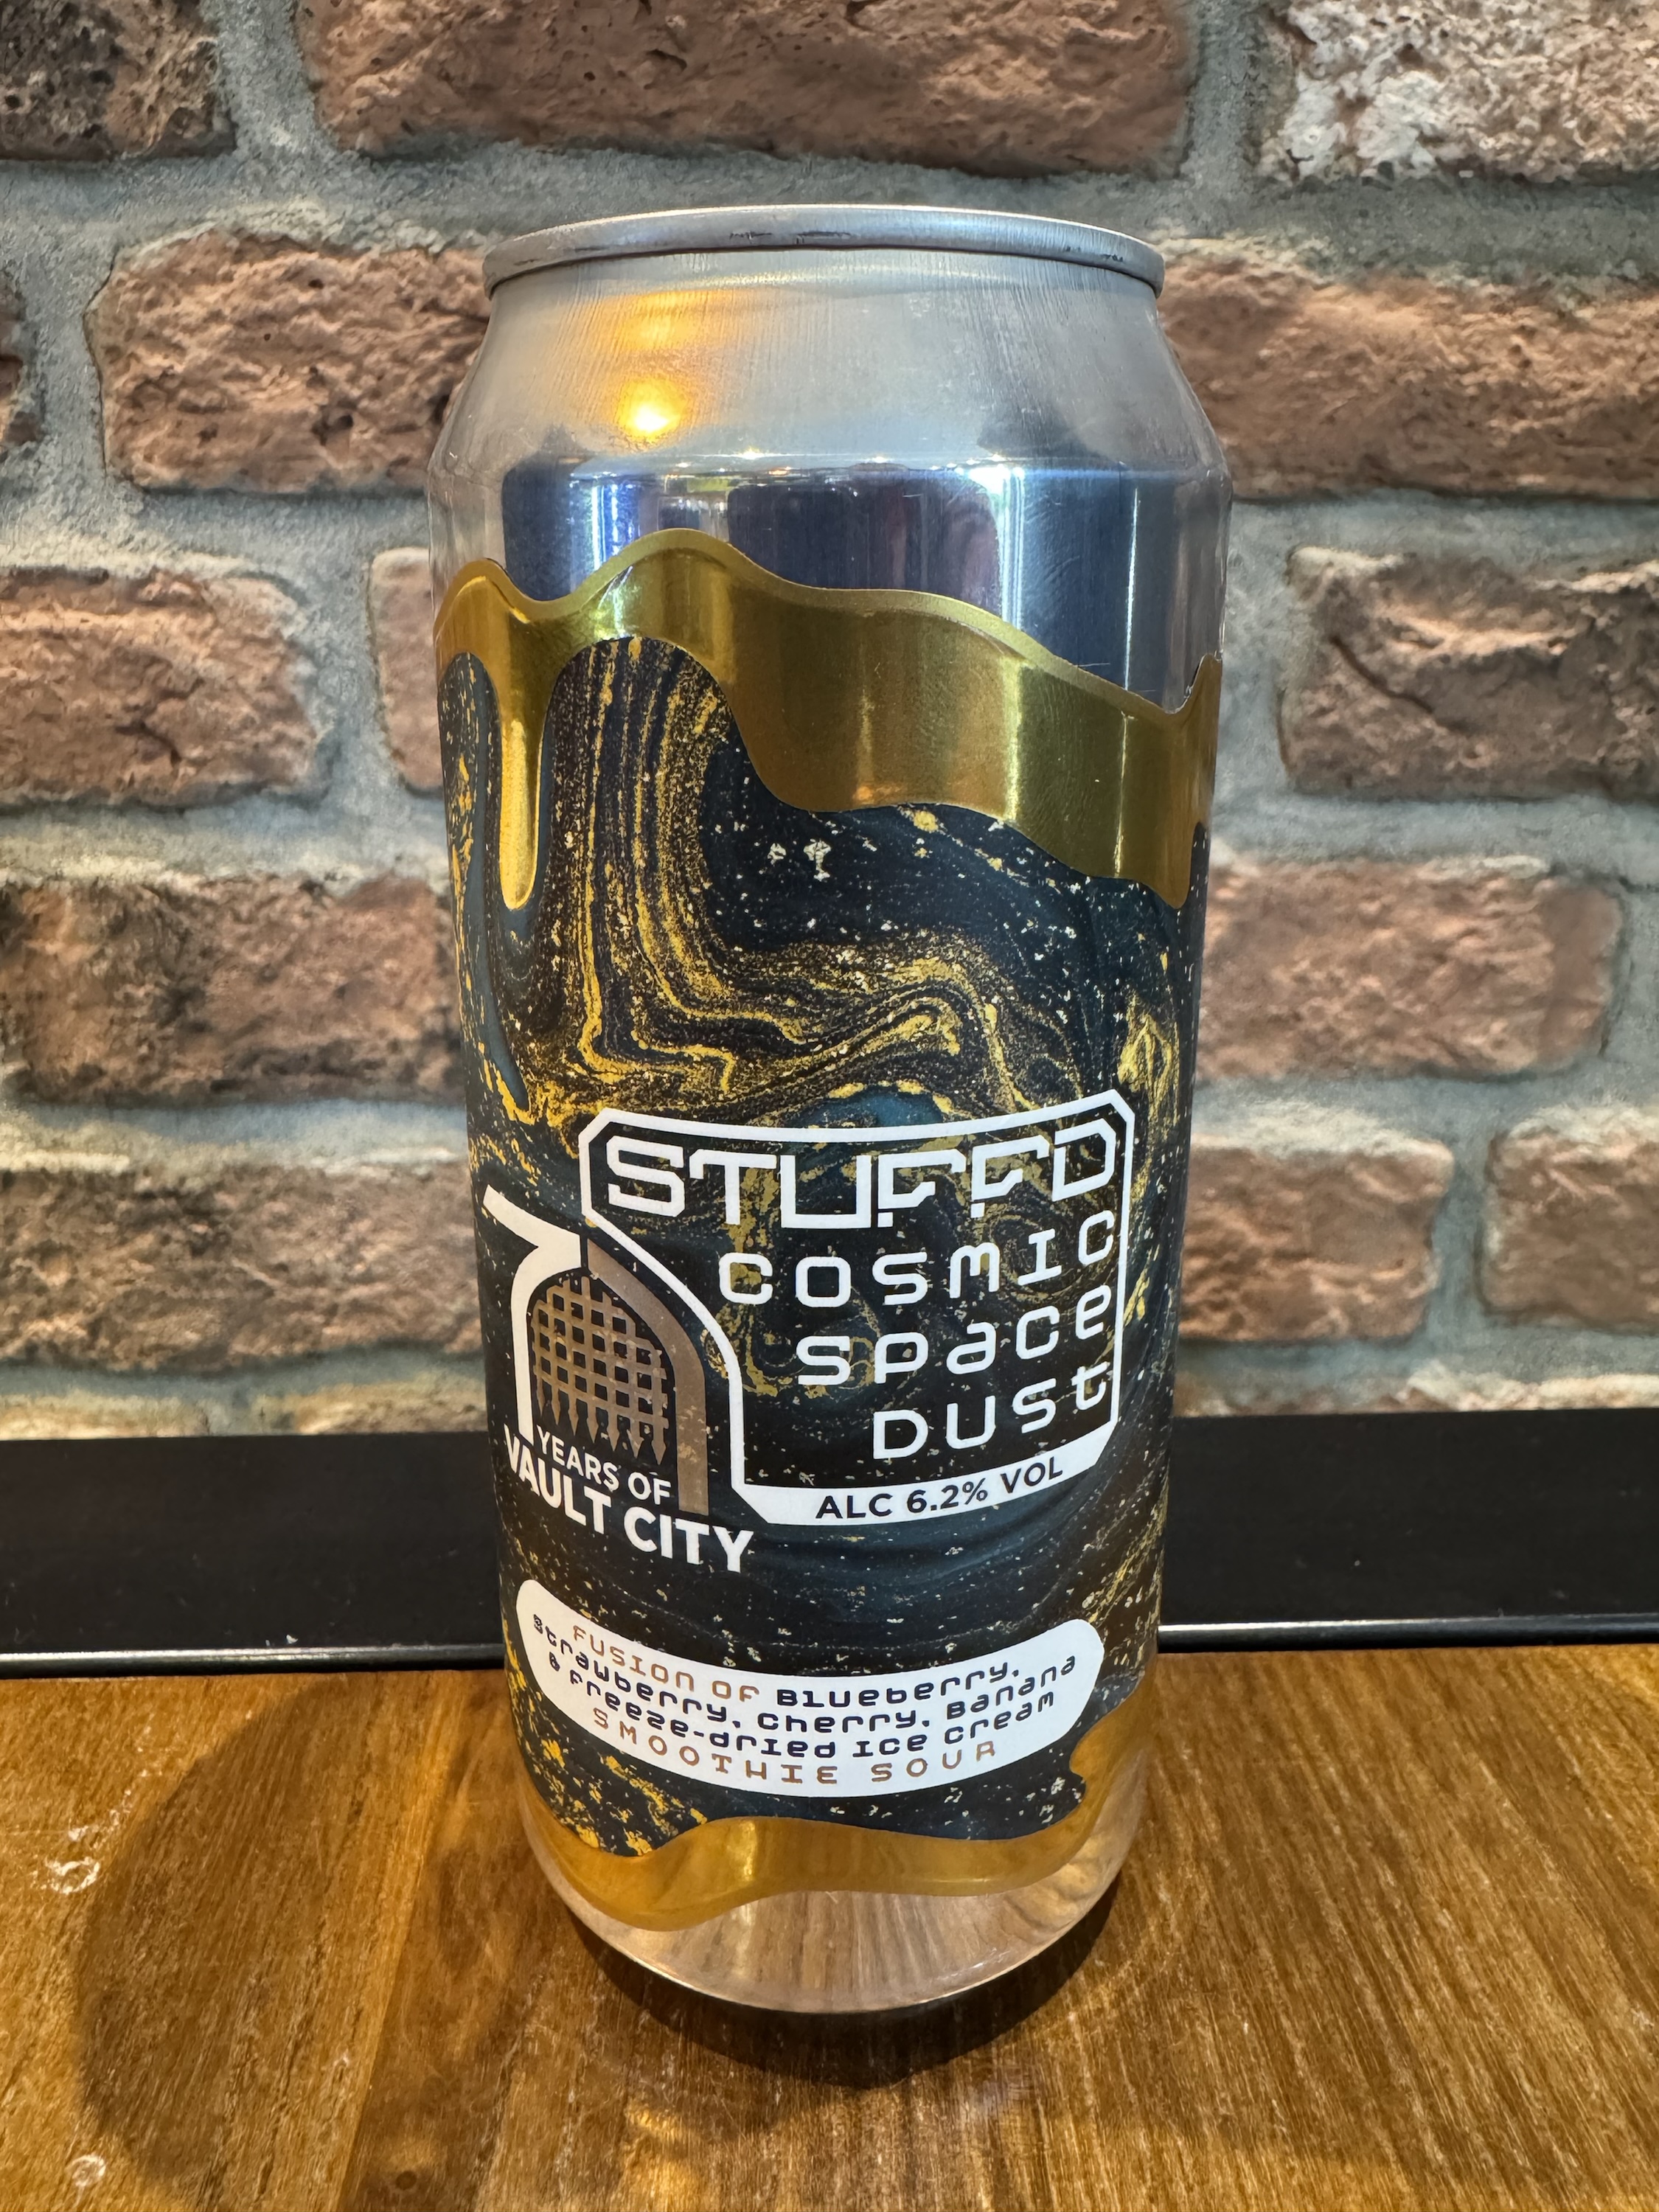 STUFFD
COSMIC
SPACE
DUST
ALC 6.2% VOL
7
YEARS OF
VAULT CITY
FUSION OF Blueberry,
Strawberry, Cherry, Banana
& Freeze-dried Ice Cream
SMOOTHIE SOUR